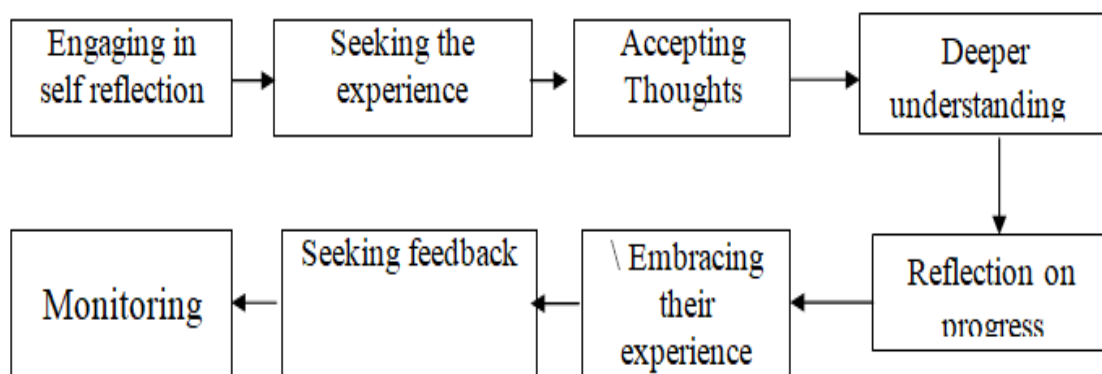 Engaging in
self reflection
Seeking the
experience
Accepting
Thoughts
Deeper
understanding
Reflection on
progress
\ Embracing
their
experience
Seeking feedback
Monitoring